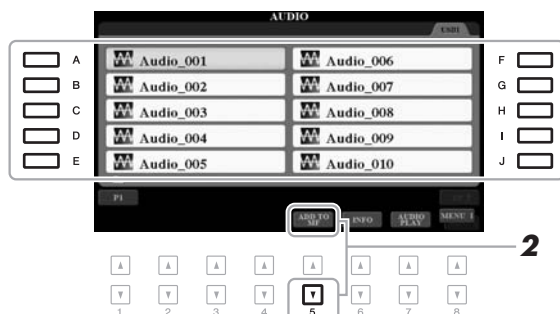 AUDIO
USB1
A Audio_001 Audio_006 F
B Audio_002 Audio_007 G
C Audio_003 Audio_008 H
D Audio_004 Audio_009 I
E Audio_005 Audio_010 J
P1
ADD TO MF INFO AUDIO PLAY MENU 1
2
1 2 3 4 5 6 7 8